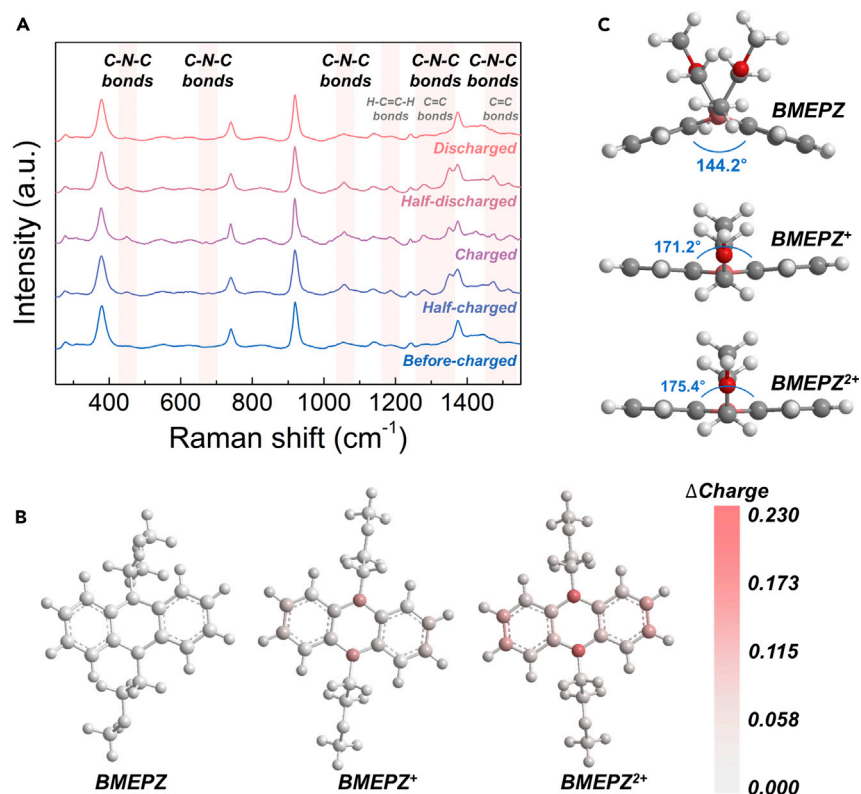 A
C-N-C bonds
C-N-C bonds
C-N-C bonds
C-N-C bonds
C-N-C bonds
H-C=C-H bonds
C=C bonds
C=C bonds
Discharged
Half-discharged
Charged
Half-charged
Before-charged
Intensity (a.u.)
400 600 800 1000 1200 1400
Raman shift (cm⁻¹)
C
BMEPZ
144.2°
171.2°
BMEPZ⁺
175.4°
BMEPZ²⁺
B
BMEPZ
BMEPZ⁺
BMEPZ²⁺
ΔCharge
0.230
0.173
0.115
0.058
0.000